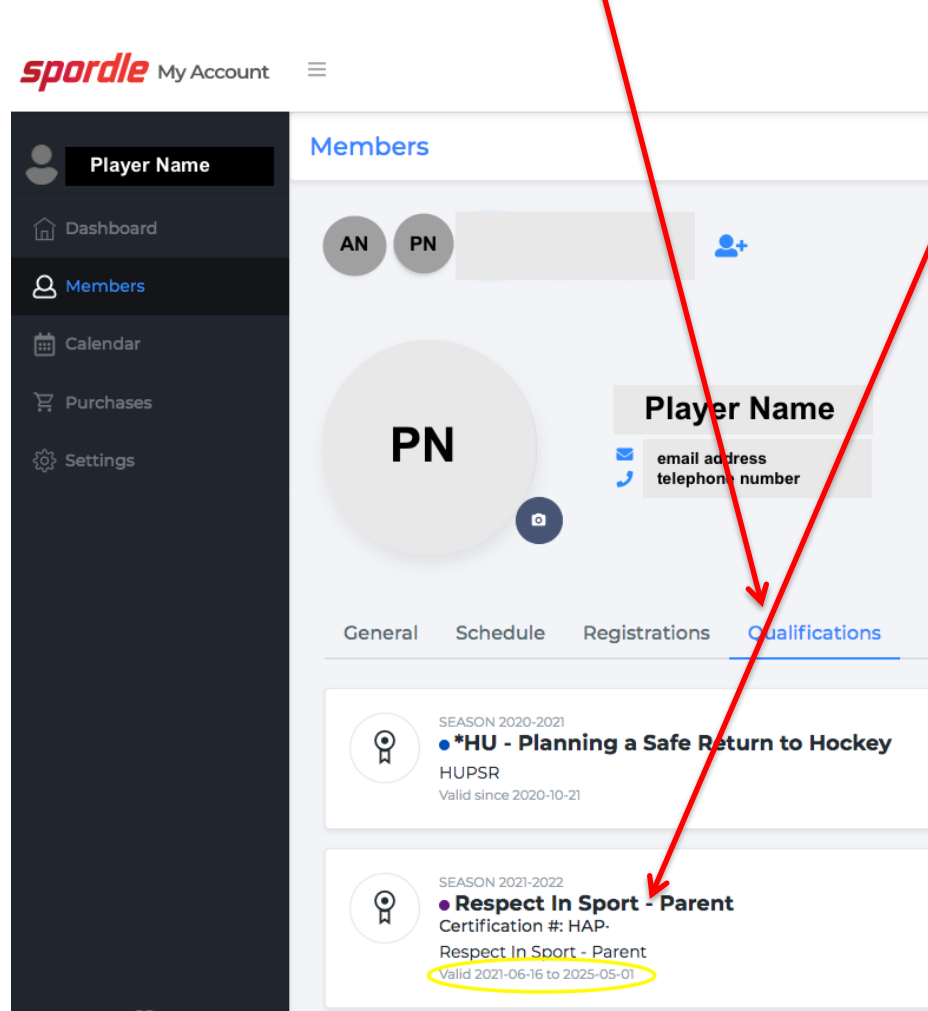 spordle My Account
Player Name
Dashboard
Members
Calendar
Purchases
Settings
Members
AN PN
PN
Player Name
email address
telephone number
General Schedule Registrations Qualifications
SEASON 2020-2021
*HU - Planning a Safe Return to Hockey
HUPSR
Valid since 2020-10-21
SEASON 2021-2022
Respect In Sport - Parent
Certification #: HAP-
Respect In Sport - Parent
Valid 2021-06-16 to 2025-05-01